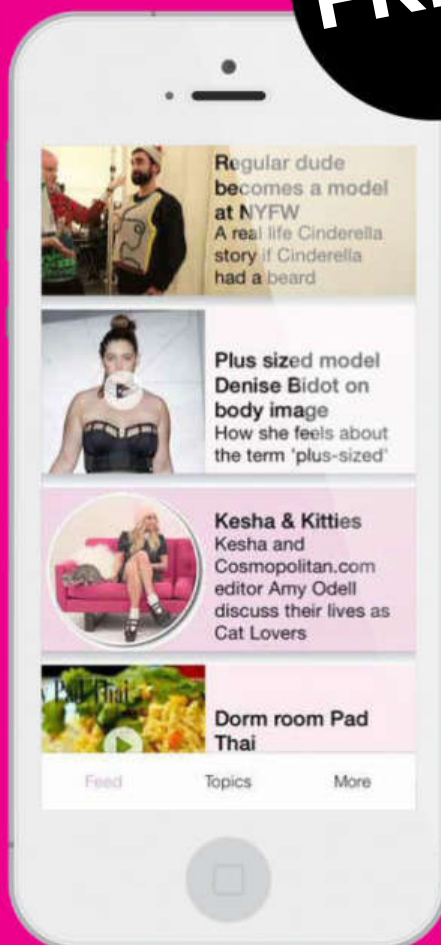 Regular dude
becomes a model
at NYFW
A real life Cinderella
story if Cinderella
had a beard
Plus sized model
Denise Bidot on
body image
How she feels about
the term 'plus-sized'
Kesha & Kitties
Kesha and
Cosmopolitan.com
editor Amy Odell
discuss their lives as
Cat Lovers
Pad Thai
Dorm room Pad
Thai
Feed Topics More